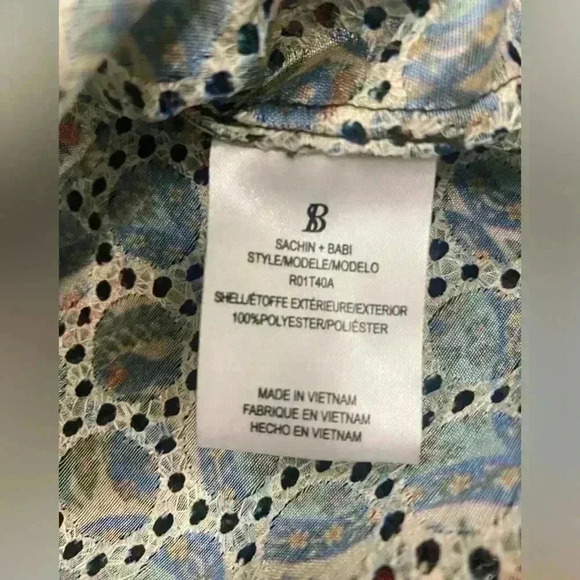 SB
SACHIN + BABI
STYLE/MODELE/MODELO
R01T40A
SHELL/ÉTOFFE EXTÉRIEURE/EXTERIOR
100%POLYESTER/POLIÉSTER
MADE IN VIETNAM
FABRIQUE EN VIETNAM
HECHO EN VIETNAM